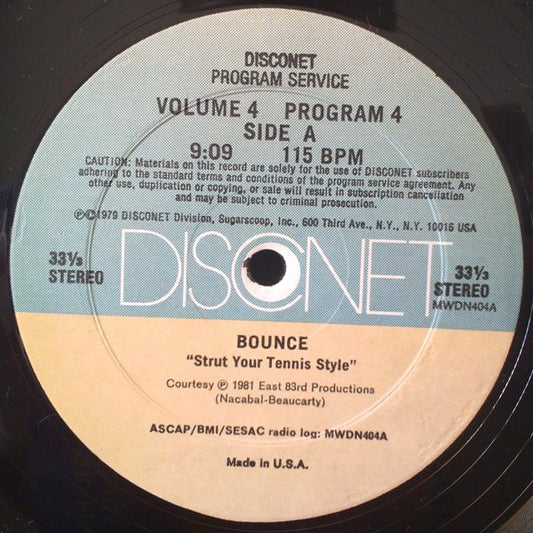 DISCONET
PROGRAM SERVICE
VOLUME 4 PROGRAM 4
SIDE A
9:09 115 BPM
CAUTION: Materials on this record are solely for the use of DISCONET subscribers
adhering to the standard terms and conditions of the program service agreement. Any
other use, duplication or copying, or sale will result in subscription cancellation
and may be subject to criminal prosecution.
℗©1979 DISCONET Division, Sugarscoop, Inc., 600 Third Ave., N.Y., N.Y. 10016 USA
33⅓
STEREO
DISCONET
33⅓
STEREO
MWDN404A
BOUNCE
"Strut Your Tennis Style"
Courtesy ℗ 1981 East 83rd Productions
(Nacabal-Beaucarty)
ASCAP/BMI/SESAC radio log: MWDN404A
Made in U.S.A.